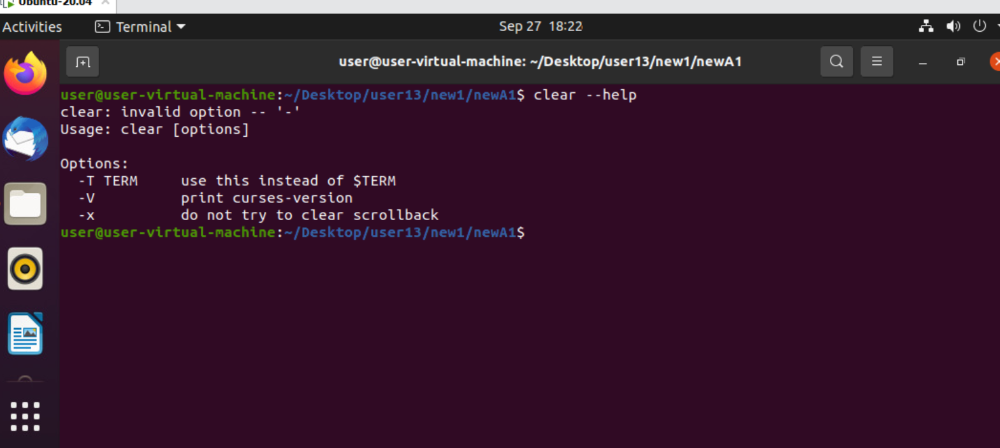 Ubuntu-20.04
Activities Terminal Sep 27 18:22
user@user-virtual-machine: ~/Desktop/user13/new1/newA1
user@user-virtual-machine:~/Desktop/user13/new1/newA1$ clear --help
clear: invalid option -- '-'
Usage: clear [options]
Options:
-T TERM use this instead of $TERM
-V print curses-version
-x do not try to clear scrollback
user@user-virtual-machine:~/Desktop/user13/new1/newA1$